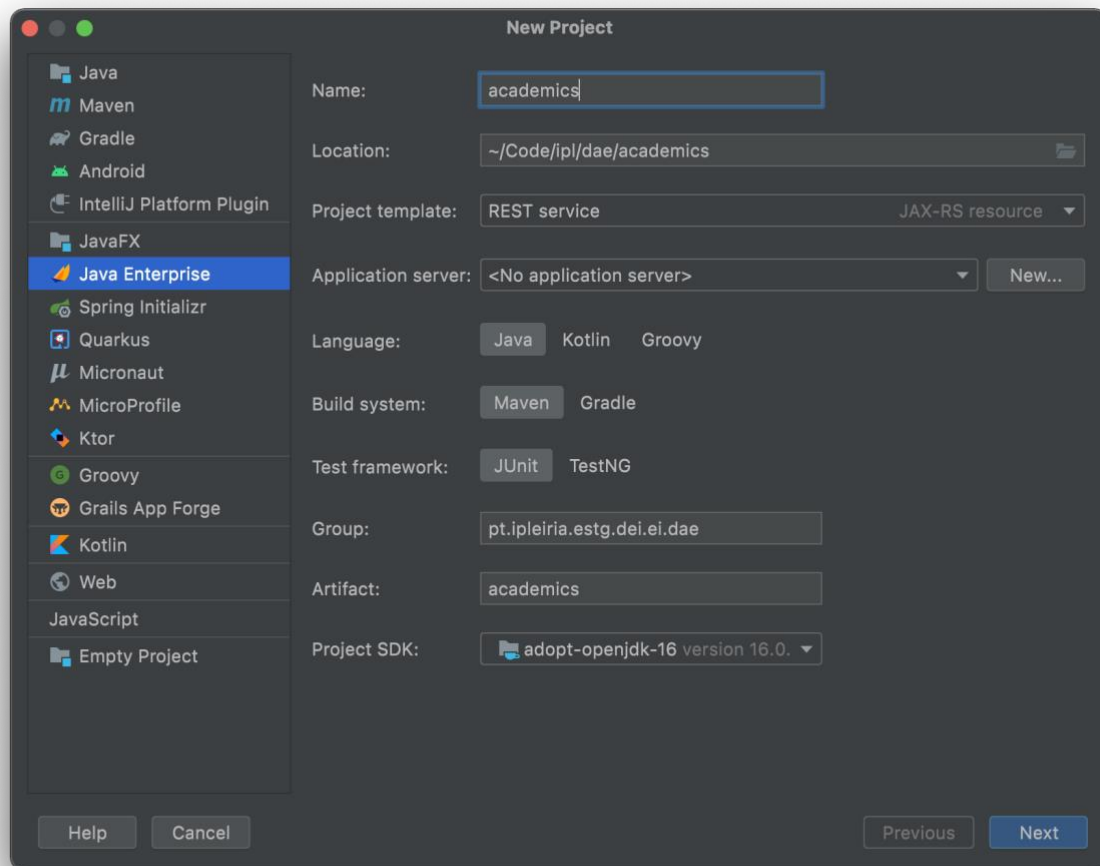 New Project
Java
Maven
Gradle
Android
IntelliJ Platform Plugin
JavaFX
Java Enterprise
Spring Initializr
Quarkus
Micronaut
MicroProfile
Ktor
Groovy
Grails App Forge
Kotlin
Web
JavaScript
Empty Project
Name: academics
Location: ~/Code/ipl/dae/academics
Project template: REST service JAX-RS resource
Application server: <No application server> New...
Language: Java Kotlin Groovy
Build system: Maven Gradle
Test framework: JUnit TestNG
Group: pt.ipleiria.estg.dei.ei.dae
Artifact: academics
Project SDK: adopt-openjdk-16 version 16.0.
Help Cancel Previous Next